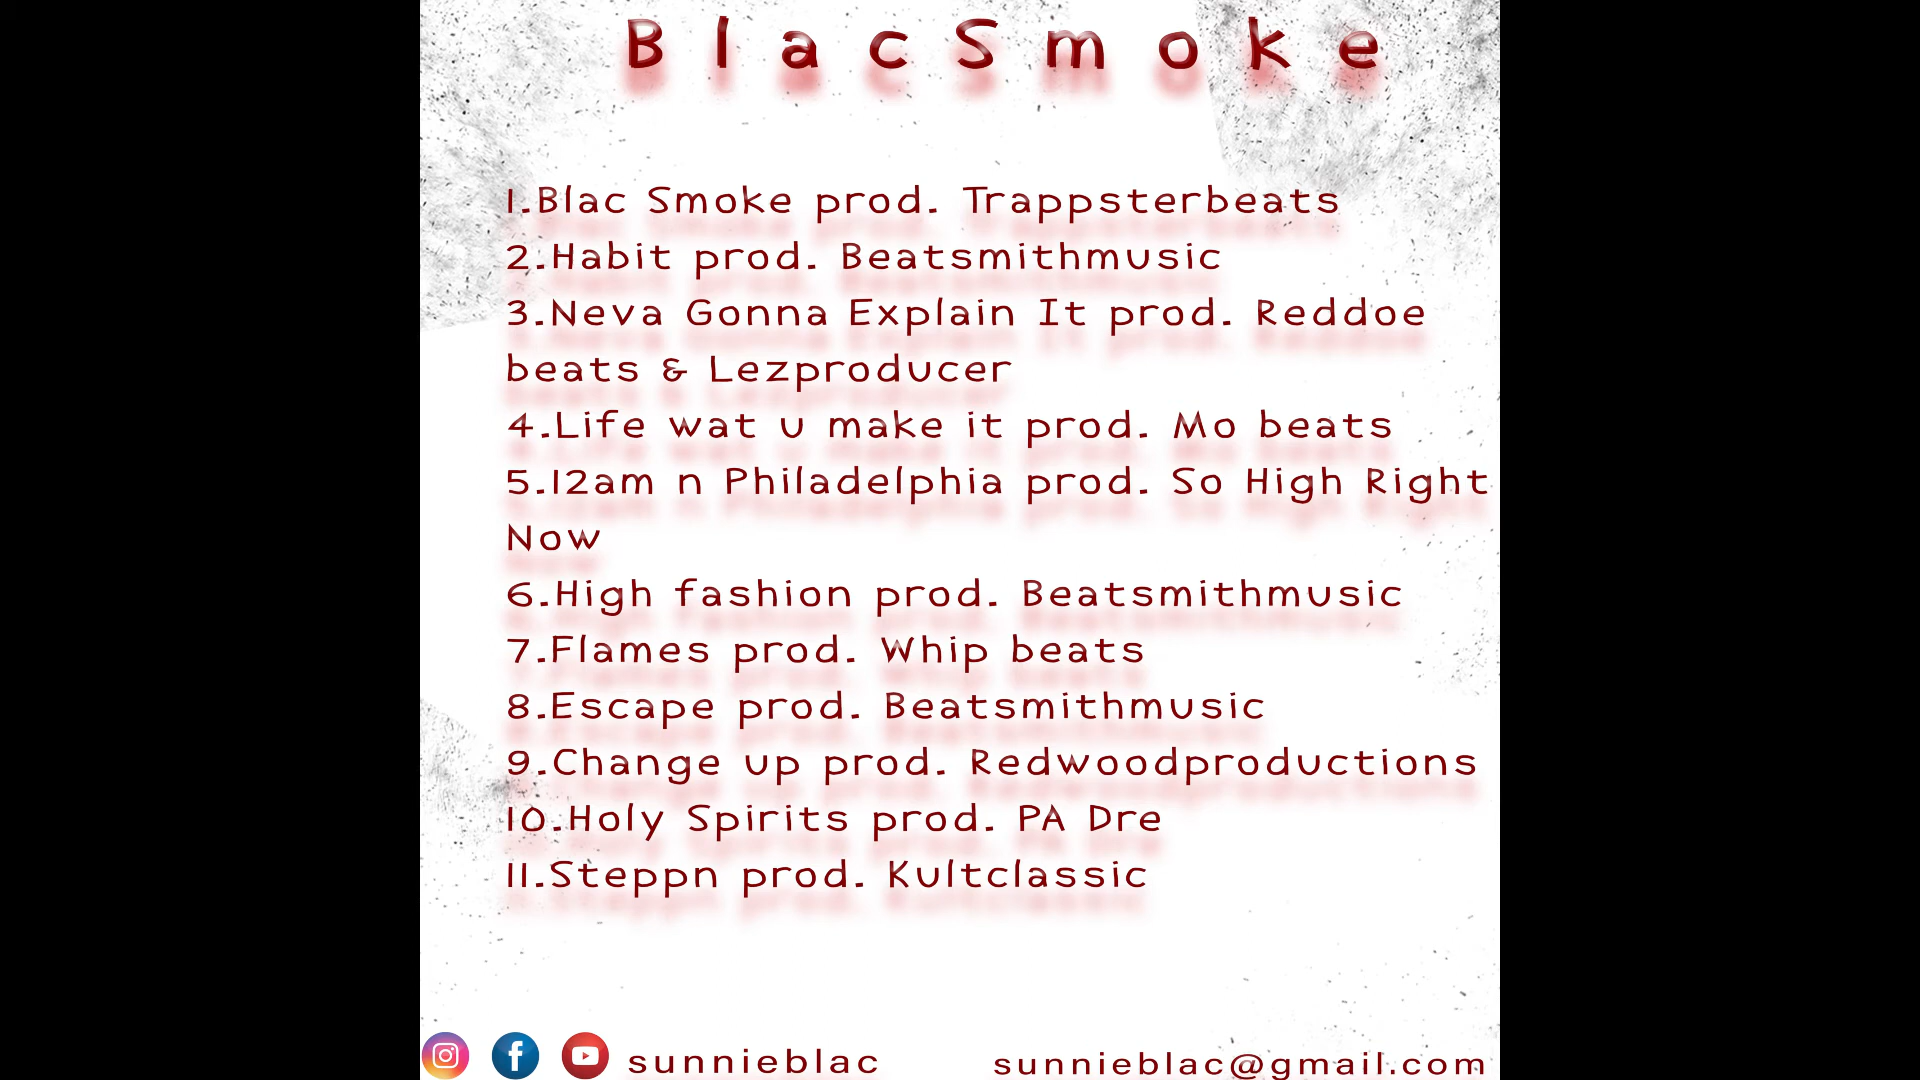 BlacSmoke
1.Blac Smoke prod. Trappsterbeats
2.Habit prod. Beatsmithmusic
3.Neva Gonna Explain It prod. Reddoe
beats & Lezproducer
4.Life wat u make it prod. Mo beats
5.12am n Philadelphia prod. So High Right
Now
6.High fashion prod. Beatsmithmusic
7.Flames prod. Whip beats
8.Escape prod. Beatsmithmusic
9.Change up prod. Redwoodproductions
10.Holy Spirits prod. PA Dre
11.Steppn prod. Kultclassic
sunnieblac sunnieblac@gmail.com